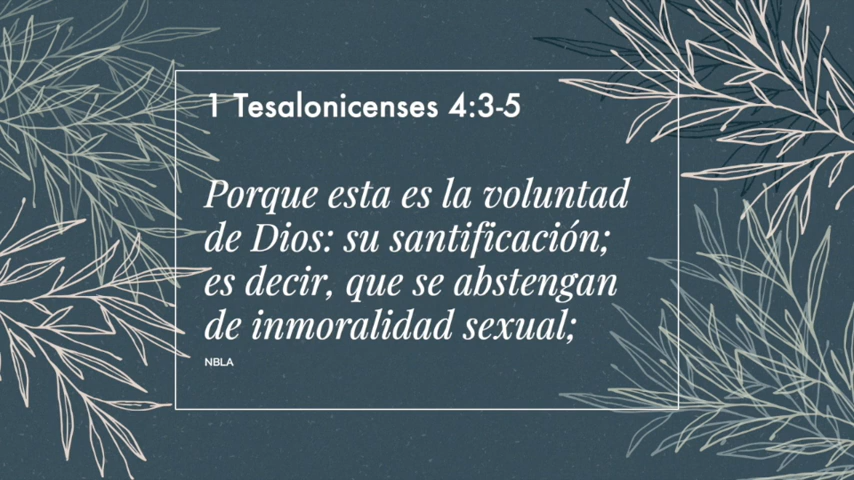 1 Tesalonicenses 4:3-5
Porque esta es la voluntad
de Dios: su santificación;
es decir, que se abstengan
de inmoralidad sexual;
NBLA